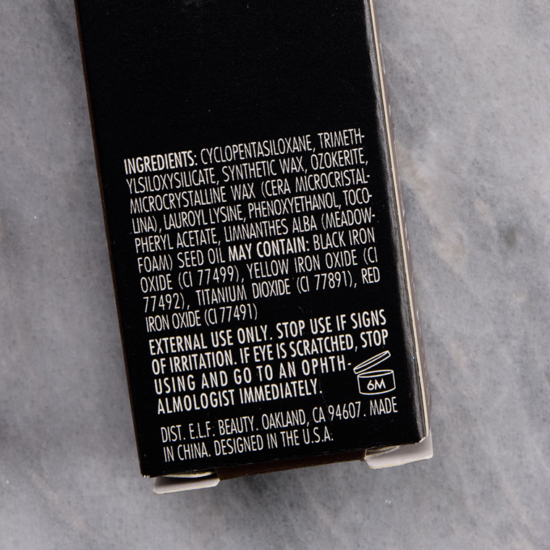 INGREDIENTS: CYCLOPENTASILOXANE, TRIMETH-
YLSILOXYSILICATE, SYNTHETIC WAX, OZOKERITE,
MICROCRYSTALLINE WAX (CERA MICROCRISTAL-
LINA), LAUROYL LYSINE, PHENOXYETHANOL, TOCO-
PHERYL ACETATE, LIMNANTHES ALBA (MEADOW-
FOAM) SEED OIL MAY CONTAIN: BLACK IRON
OXIDE (CI 77499), YELLOW IRON OXIDE (CI
77492), TITANIUM DIOXIDE (CI 77891), RED
IRON OXIDE (CI 77491)
EXTERNAL USE ONLY. STOP USE IF SIGNS
OF IRRITATION. IF EYE IS SCRATCHED, STOP
USING AND GO TO AN OPHTH-
ALMOLOGIST IMMEDIATELY.
6M
DIST. E.L.F. BEAUTY. OAKLAND, CA 94607. MADE
IN CHINA. DESIGNED IN THE U.S.A.